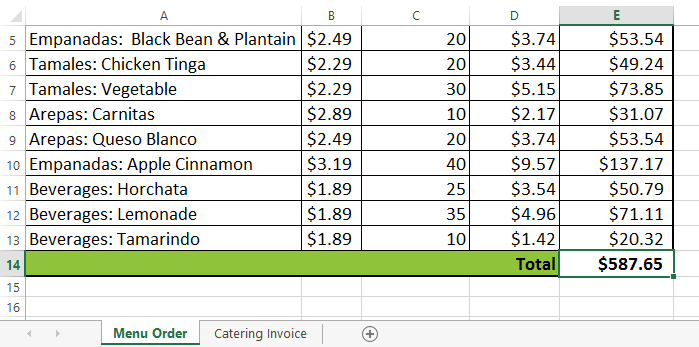 A B C D E
5 Empanadas: Black Bean & Plantain $2.49 20 $3.74 $53.54
6 Tamales: Chicken Tinga $2.29 20 $3.44 $49.24
7 Tamales: Vegetable $2.29 30 $5.15 $73.85
8 Arepas: Carnitas $2.89 10 $2.17 $31.07
9 Arepas: Queso Blanco $2.49 20 $3.74 $53.54
10 Empanadas: Apple Cinnamon $3.19 40 $9.57 $137.17
11 Beverages: Horchata $1.89 25 $3.54 $50.79
12 Beverages: Lemonade $1.89 35 $4.96 $71.11
13 Beverages: Tamarindo $1.89 10 $1.42 $20.32
14 Total $587.65
15
16
Menu Order Catering Invoice